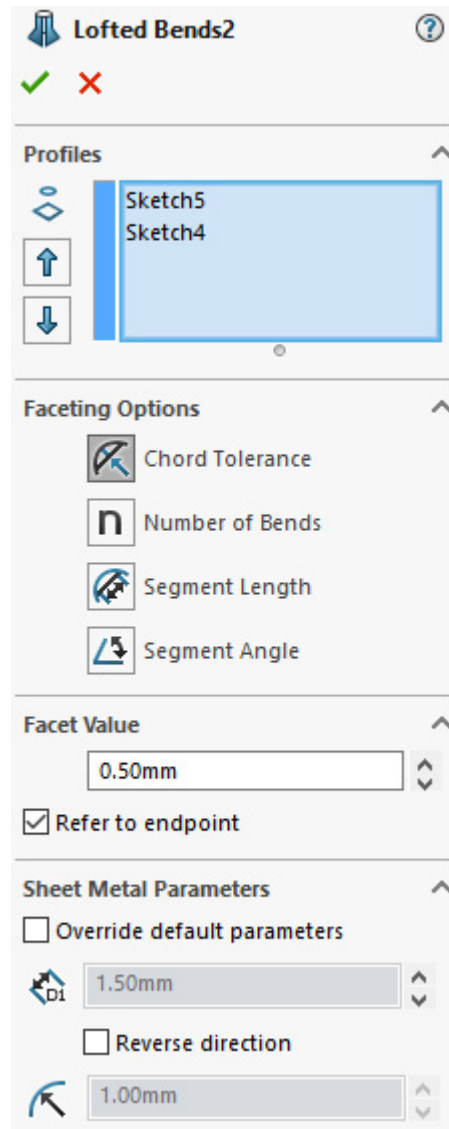 Lofted Bends2
Profiles
Sketch5
Sketch4
Faceting Options
Chord Tolerance
n Number of Bends
Segment Length
Segment Angle
Facet Value
0.50mm
Refer to endpoint
Sheet Metal Parameters
Override default parameters
D1 1.50mm
Reverse direction
1.00mm